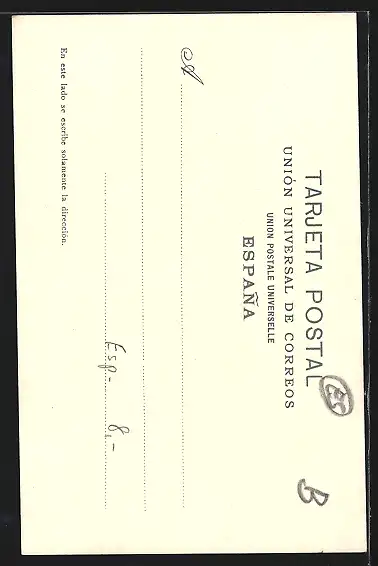 TARJETA POSTAL
UNIÓN UNIVERSAL DE CORREOS
UNION POSTALE UNIVERSELLE
ESPAÑA
A
Esp- 8,-
En este lado se escribe solamente la dirección.
B